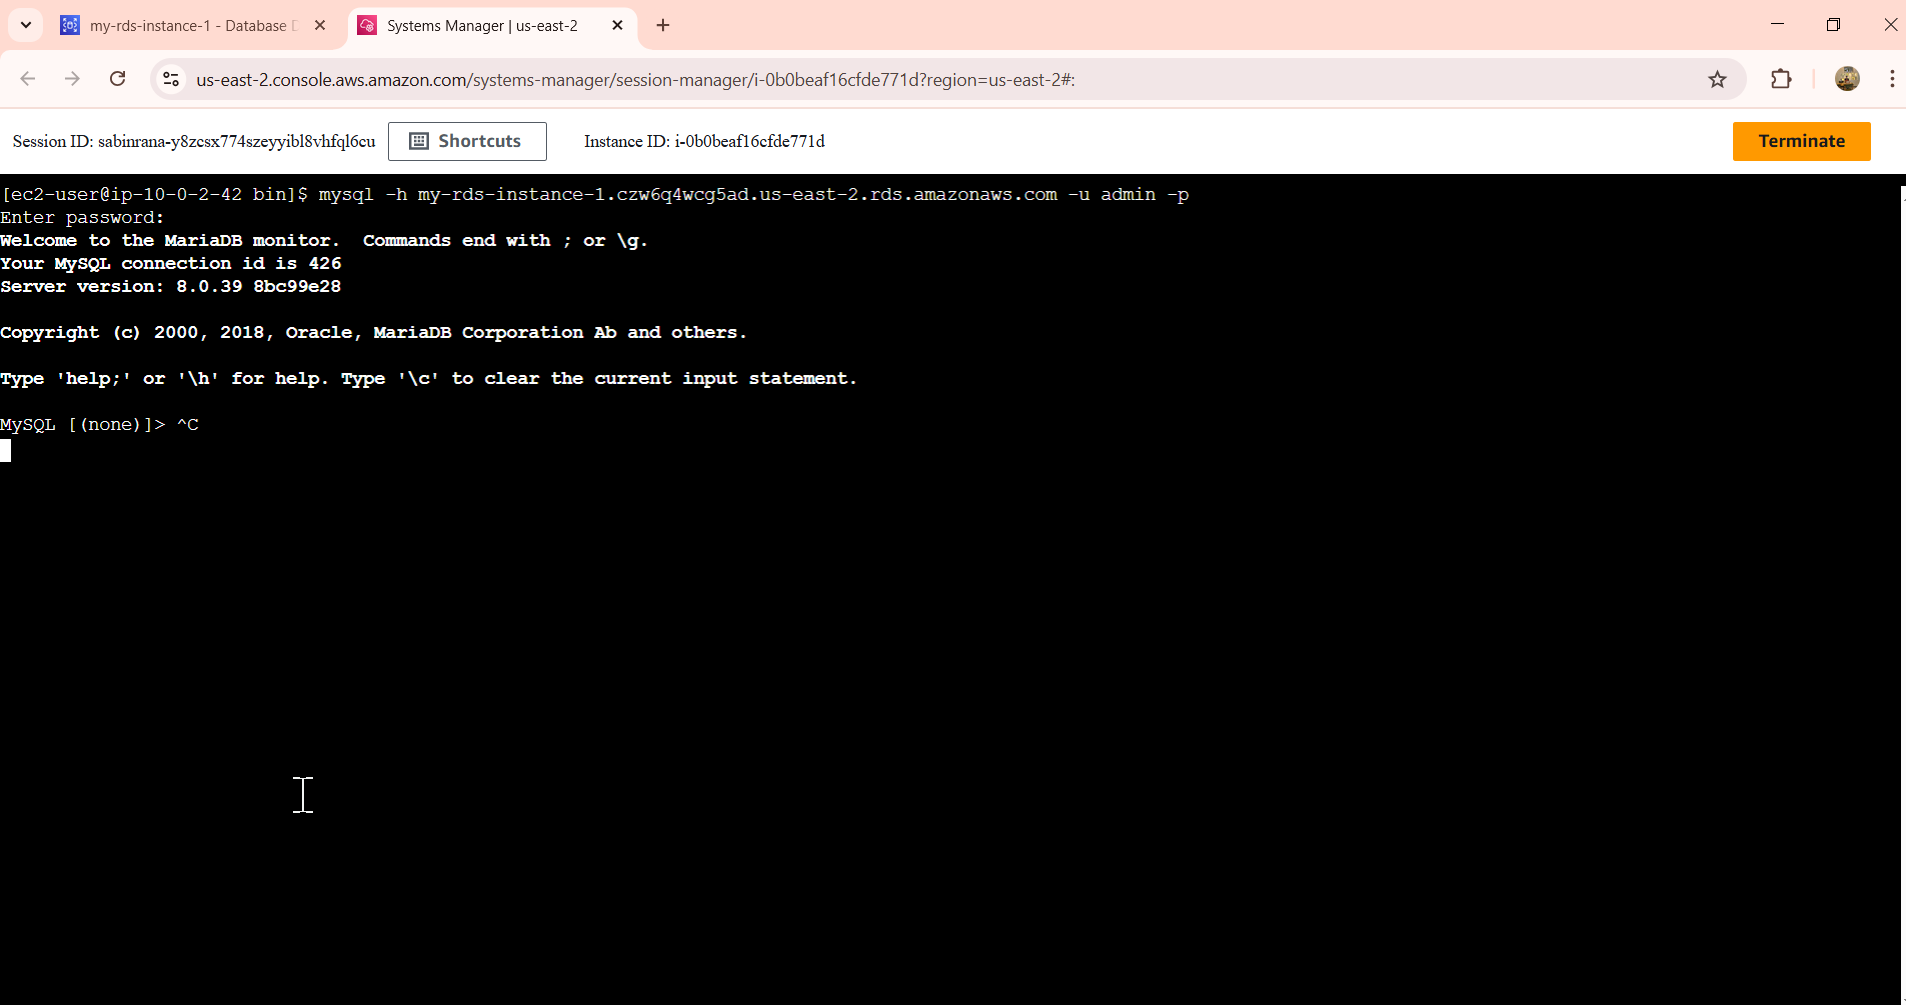 my-rds-instance-1 - Database
Systems Manager | us-east-2
us-east-2.console.aws.amazon.com/systems-manager/session-manager/i-0b0beaf16cfde771d?region=us-east-2#:
Session ID: sabinrana-y8zcsx774szeyyibl8vhfql6cu
Shortcuts
Instance ID: i-0b0beaf16cfde771d
Terminate
[ec2-user@ip-10-0-2-42 bin]$ mysql -h my-rds-instance-1.czw6q4wcg5ad.us-east-2.rds.amazonaws.com -u admin -p
Enter password:
Welcome to the MariaDB monitor.  Commands end with ; or \g.
Your MySQL connection id is 426
Server version: 8.0.39 8bc99e28
Copyright (c) 2000, 2018, Oracle, MariaDB Corporation Ab and others.
Type 'help;' or '\h' for help. Type '\c' to clear the current input statement.
MySQL [(none)]> ^C